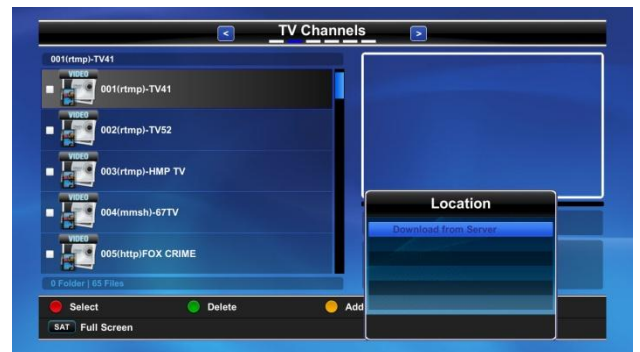 < TV Channels >
001(rtmp)-TV41
VIDEO
001(rtmp)-TV41
VIDEO
002(rtmp)-TV52
VIDEO
003(rtmp)-HMP TV
VIDEO
004(mmsh)-67TV
VIDEO
005(http)FOX CRIME
0 Folder | 65 Files
Location
Download from Server
Select Delete Add
SAT Full Screen